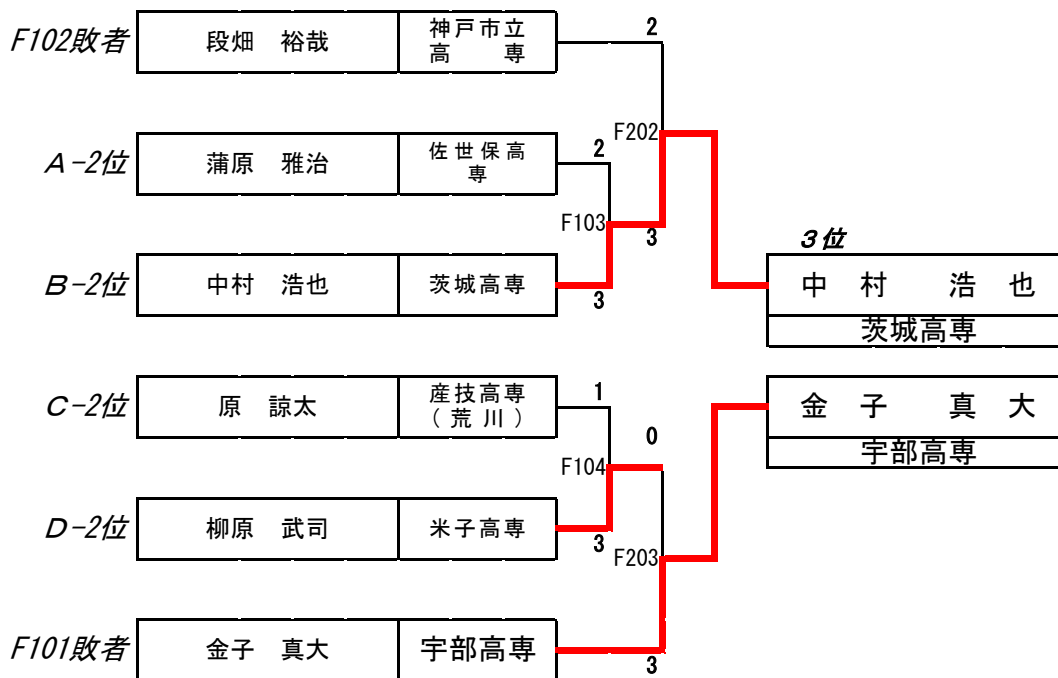 F102敗者 段畑 裕哉 神戸市立
高 専
2
F202
A-2位 蒲原 雅治 佐世保高
専
2
F103
3
B-2位 中村 浩也 茨城高専
3
3位
中 村 浩 也
茨城高専
C-2位 原 諒太 産技高専
(荒川)
1
0
F104
D-2位 柳原 武司 米子高専
3
F203
F101敗者 金子 真大 宇部高専
3
金 子 真 大
宇部高専